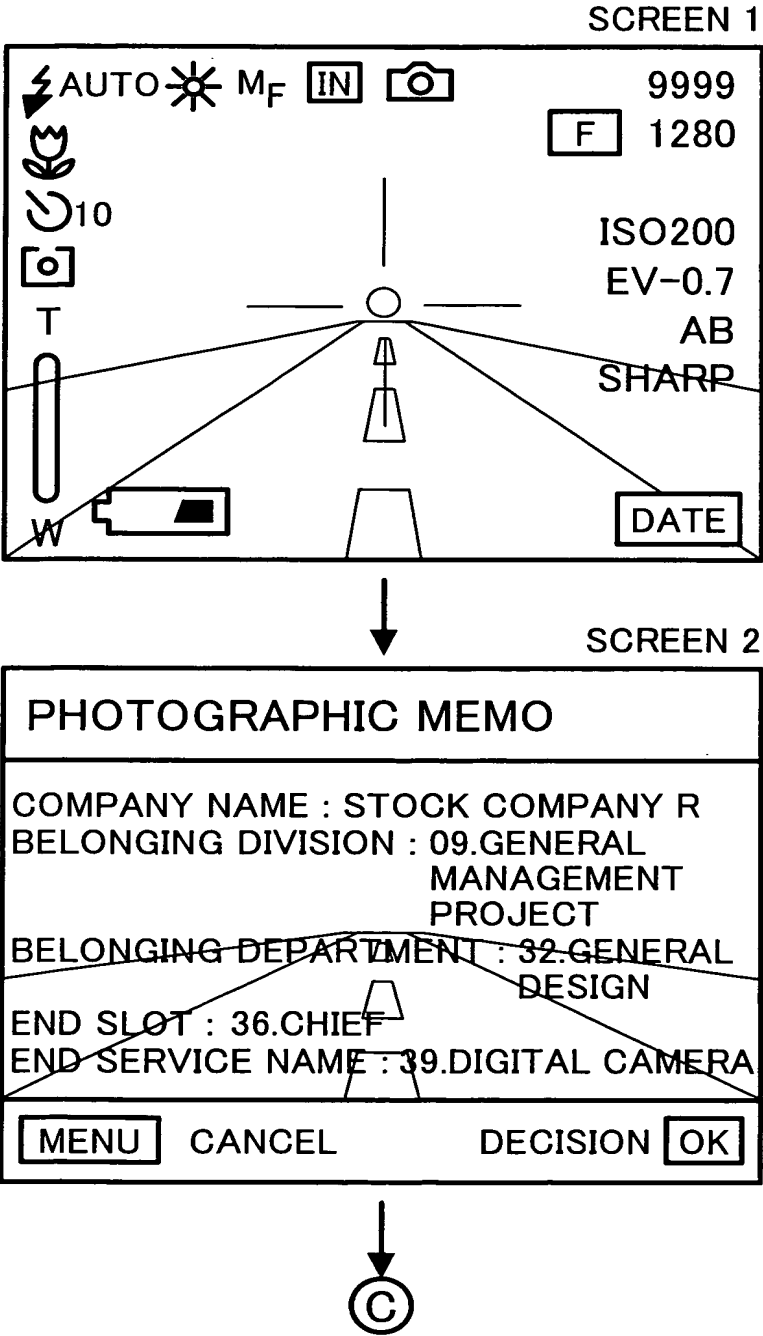 SCREEN 1
AUTO MF IN 9999
F 1280
10
ISO200
EV-0.7
T
AB
SHARP
W
DATE
SCREEN 2
PHOTOGRAPHIC MEMO
COMPANY NAME : STOCK COMPANY R
BELONGING DIVISION : 09.GENERAL
MANAGEMENT
PROJECT
BELONGING DEPARTMENT : 32.GENERAL
DESIGN
END SLOT : 36.CHIEF
END SERVICE NAME : 39.DIGITAL CAMERA
MENU CANCEL DECISION OK
C